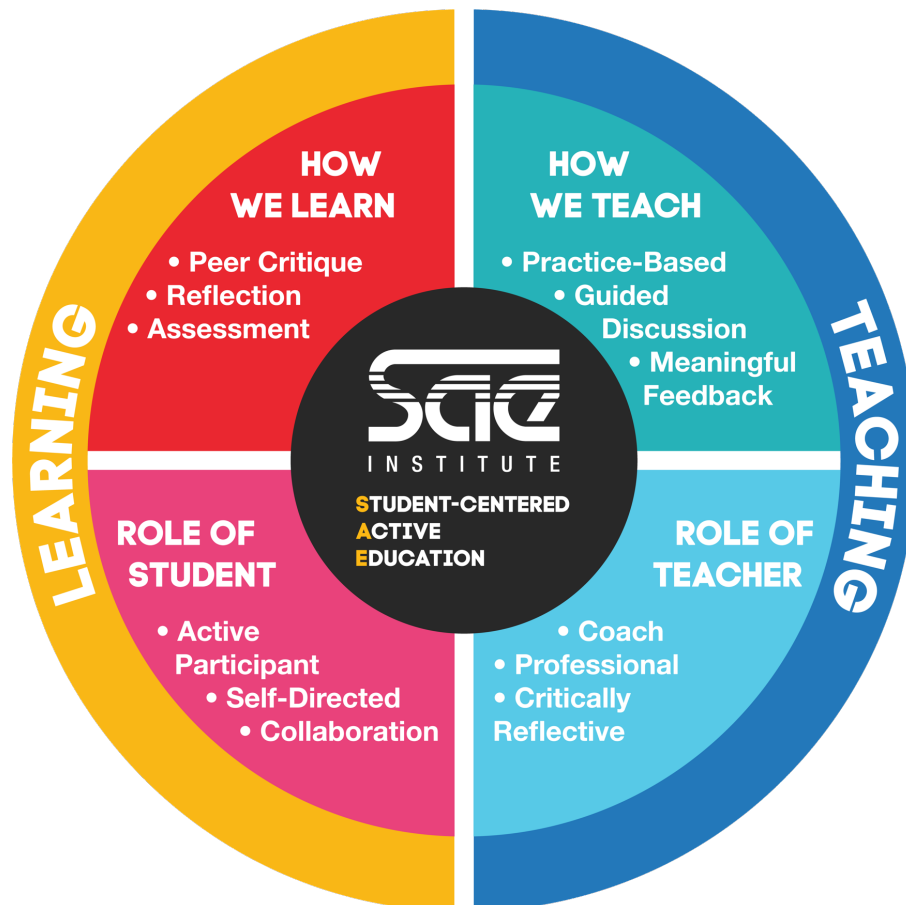 LEARNING
HOW
WE LEARN
• Peer Critique
• Reflection
• Assessment
HOW
WE TEACH
• Practice-Based
• Guided
Discussion
• Meaningful
Feedback
TEACHING
sae
INSTITUTE
STUDENT-CENTERED
ACTIVE
EDUCATION
ROLE OF
STUDENT
• Active
Participant
• Self-Directed
• Collaboration
ROLE OF
TEACHER
• Coach
• Professional
• Critically
Reflective